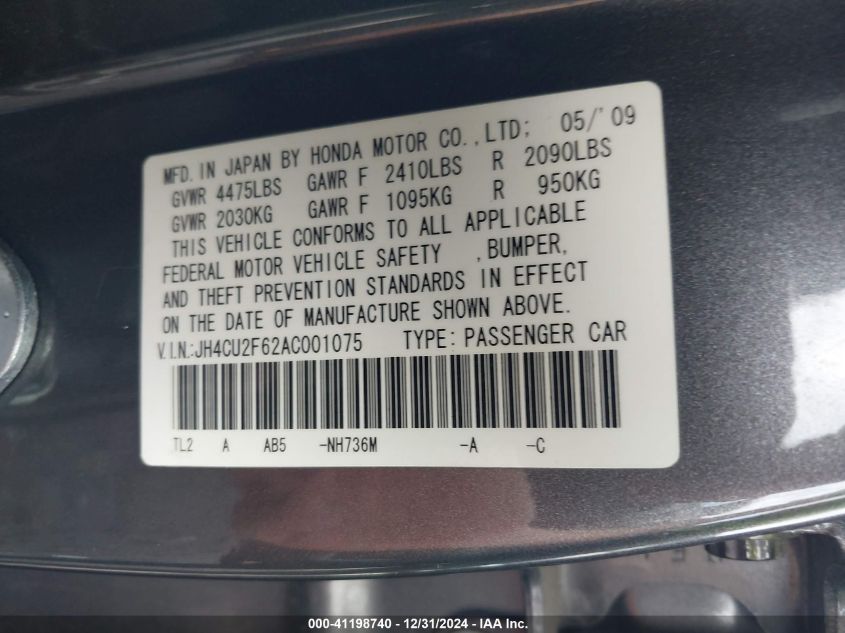 MFD. IN JAPAN BY HONDA MOTOR CO.,LTD; 05/'09
GVWR 4475LBS GAWR F 2410LBS R 2090LBS
GVWR 2030KG GAWR F 1095KG R 950KG
THIS VEHICLE CONFORMS TO ALL APPLICABLE
FEDERAL MOTOR VEHICLE SAFETY ,BUMPER,
AND THEFT PREVENTION STANDARDS IN EFFECT
ON THE DATE OF MANUFACTURE SHOWN ABOVE.
V.I.N.:JH4CU2F62AC001075 TYPE: PASSENGER CAR
TL2 A AB5 -NH736M -A -C
000-41198740 - 12/31/2024 - IAA Inc.